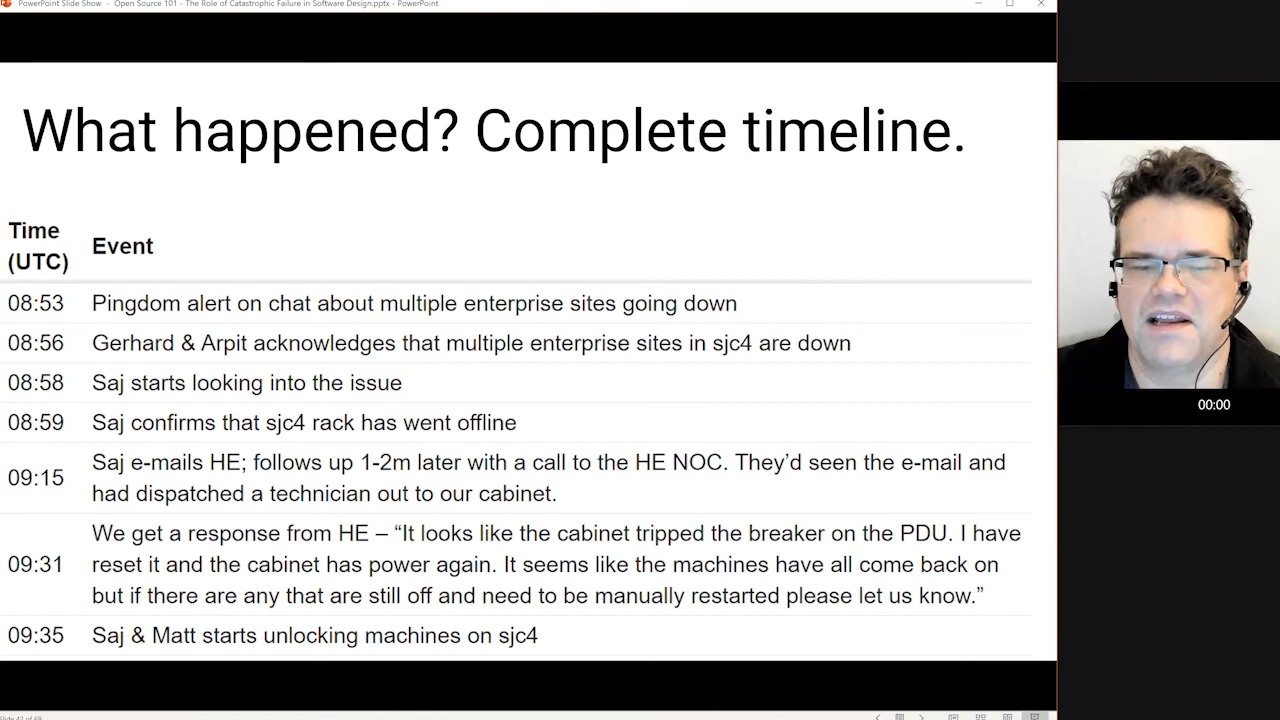 PowerPoint Slide Show - Open Source 101 - The Role of Catastrophic Failure in Software Design.pptx - PowerPoint
What happened? Complete timeline.
Time
(UTC)
Event
08:53 Pingdom alert on chat about multiple enterprise sites going down
08:56 Gerhard & Arpit acknowledges that multiple enterprise sites in sjc4 are down
08:58 Saj starts looking into the issue
08:59 Saj confirms that sjc4 rack has went offline
09:15 Saj e-mails HE; follows up 1-2m later with a call to the HE NOC. They’d seen the e-mail and
had dispatched a technician out to our cabinet.
09:31 We get a response from HE – “It looks like the cabinet tripped the breaker on the PDU. I have
reset it and the cabinet has power again. It seems like the machines have all come back on
but if there are any that are still off and need to be manually restarted please let us know.”
09:35 Saj & Matt starts unlocking machines on sjc4
00:00